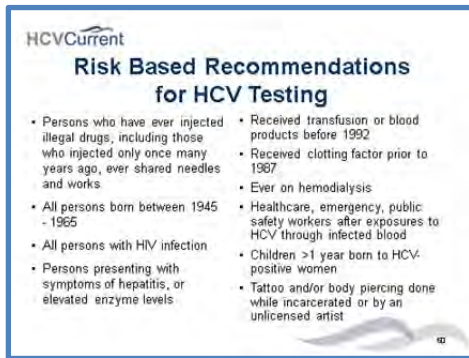 HCVCurrent
Risk Based Recommendations
for HCV Testing
• Persons who have ever injected
illegal drugs, including those
who injected only once many
years ago, ever shared needles
and works
• All persons born between 1945
- 1965
• All persons with HIV infection
• Persons presenting with
symptoms of hepatitis, or
elevated enzyme levels
• Received transfusion or blood
products before 1992
• Received clotting factor prior to
1987
• Ever on hemodialysis
• Healthcare, emergency, public
safety workers after exposures to
HCV through infected blood
• Children >1 year born to HCV-
positive women
• Tattoo and/or body piercing done
while incarcerated or by an
unlicensed artist